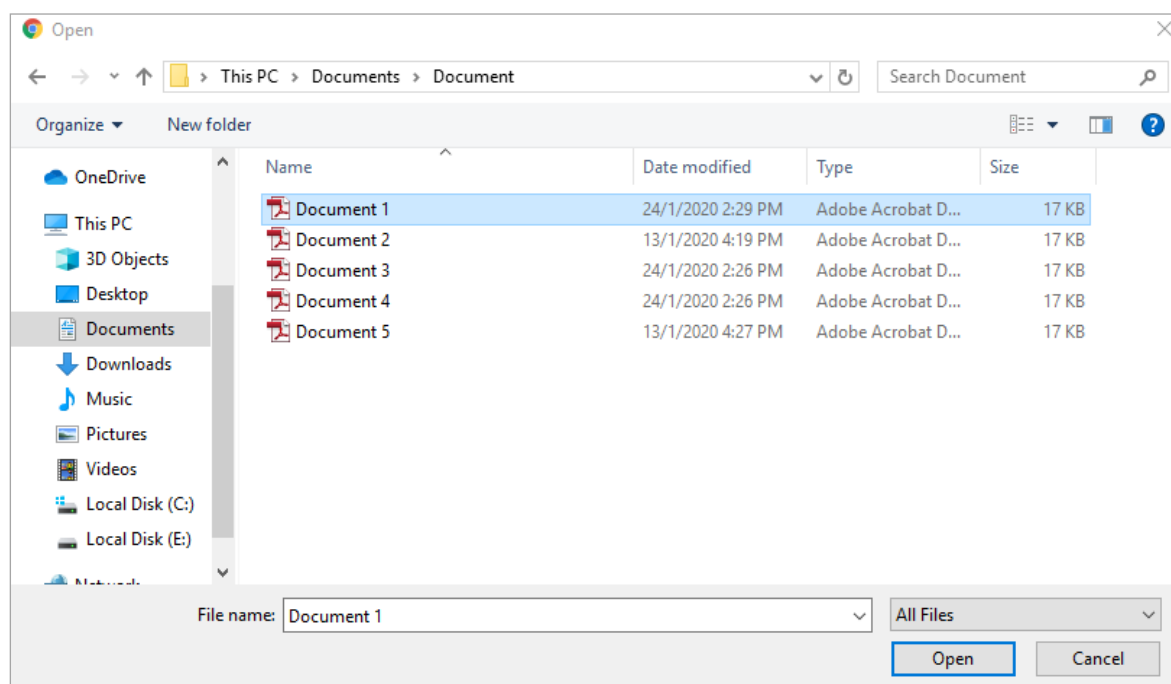 Open
This PC > Documents > Document
Search Document
Organize
New folder
?
Name
Date modified
Type
Size
OneDrive
This PC
3D Objects
Desktop
Documents
Downloads
Music
Pictures
Videos
Local Disk (C:)
Local Disk (E:)
Document 1 24/1/2020 2:29 PM Adobe Acrobat D... 17 KB
Document 2 13/1/2020 4:19 PM Adobe Acrobat D... 17 KB
Document 3 24/1/2020 2:26 PM Adobe Acrobat D... 17 KB
Document 4 24/1/2020 2:26 PM Adobe Acrobat D... 17 KB
Document 5 13/1/2020 4:27 PM Adobe Acrobat D... 17 KB
File name: Document 1
All Files
Open
Cancel